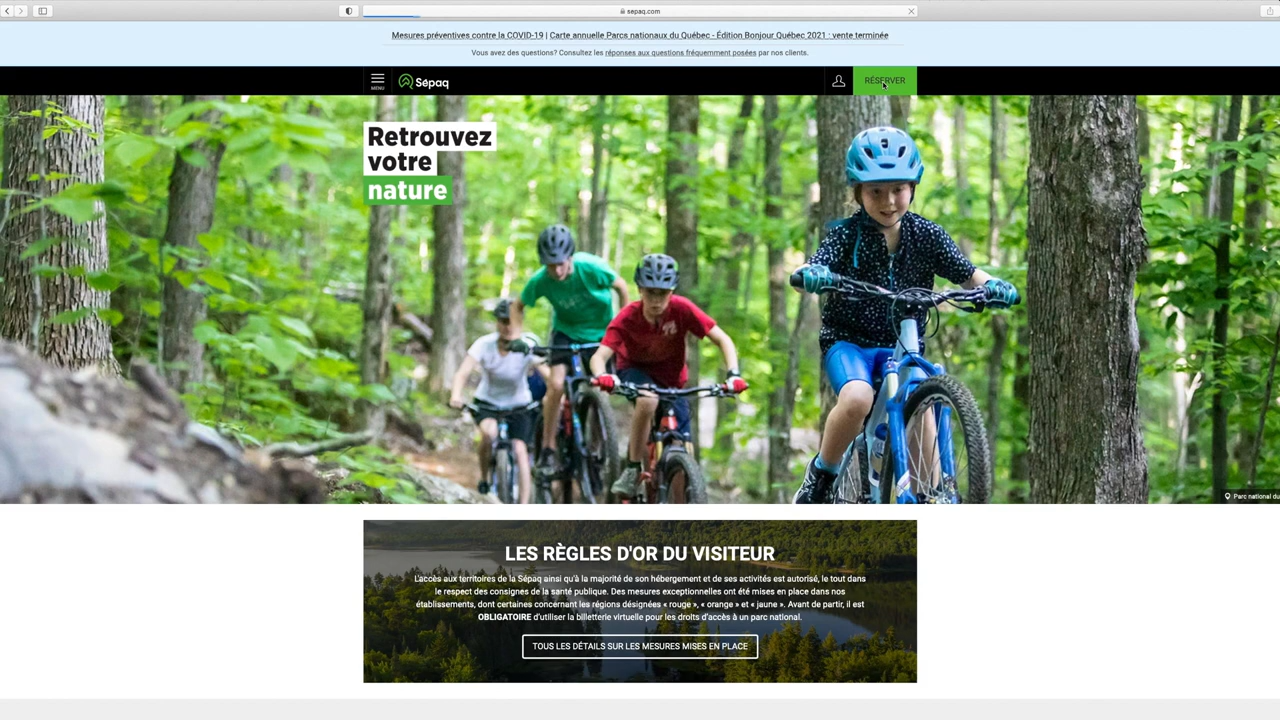 sepaq.com
Mesures préventives contre la COVID-19 | Carte annuelle Parcs nationaux du Québec - Édition Bonjour Québec 2021 : vente terminée
Vous avez des questions? Consultez les réponses aux questions fréquemment posées par nos clients.
MENU
Sépaq
RÉSERVER
Retrouvez
votre
nature
Parc national du
LES RÈGLES D'OR DU VISITEUR
L'accès aux territoires de la Sépaq ainsi qu'à la majorité de son hébergement et de ses activités est autorisé, le tout dans
le respect des consignes de la santé publique. Des mesures exceptionnelles ont été mises en place dans nos
établissements, dont certaines concernant les régions désignées « rouge », « orange » et « jaune ». Avant de partir, il est
OBLIGATOIRE d'utiliser la billetterie virtuelle pour les droits d'accès à un parc national.
TOUS LES DÉTAILS SUR LES MESURES MISES EN PLACE